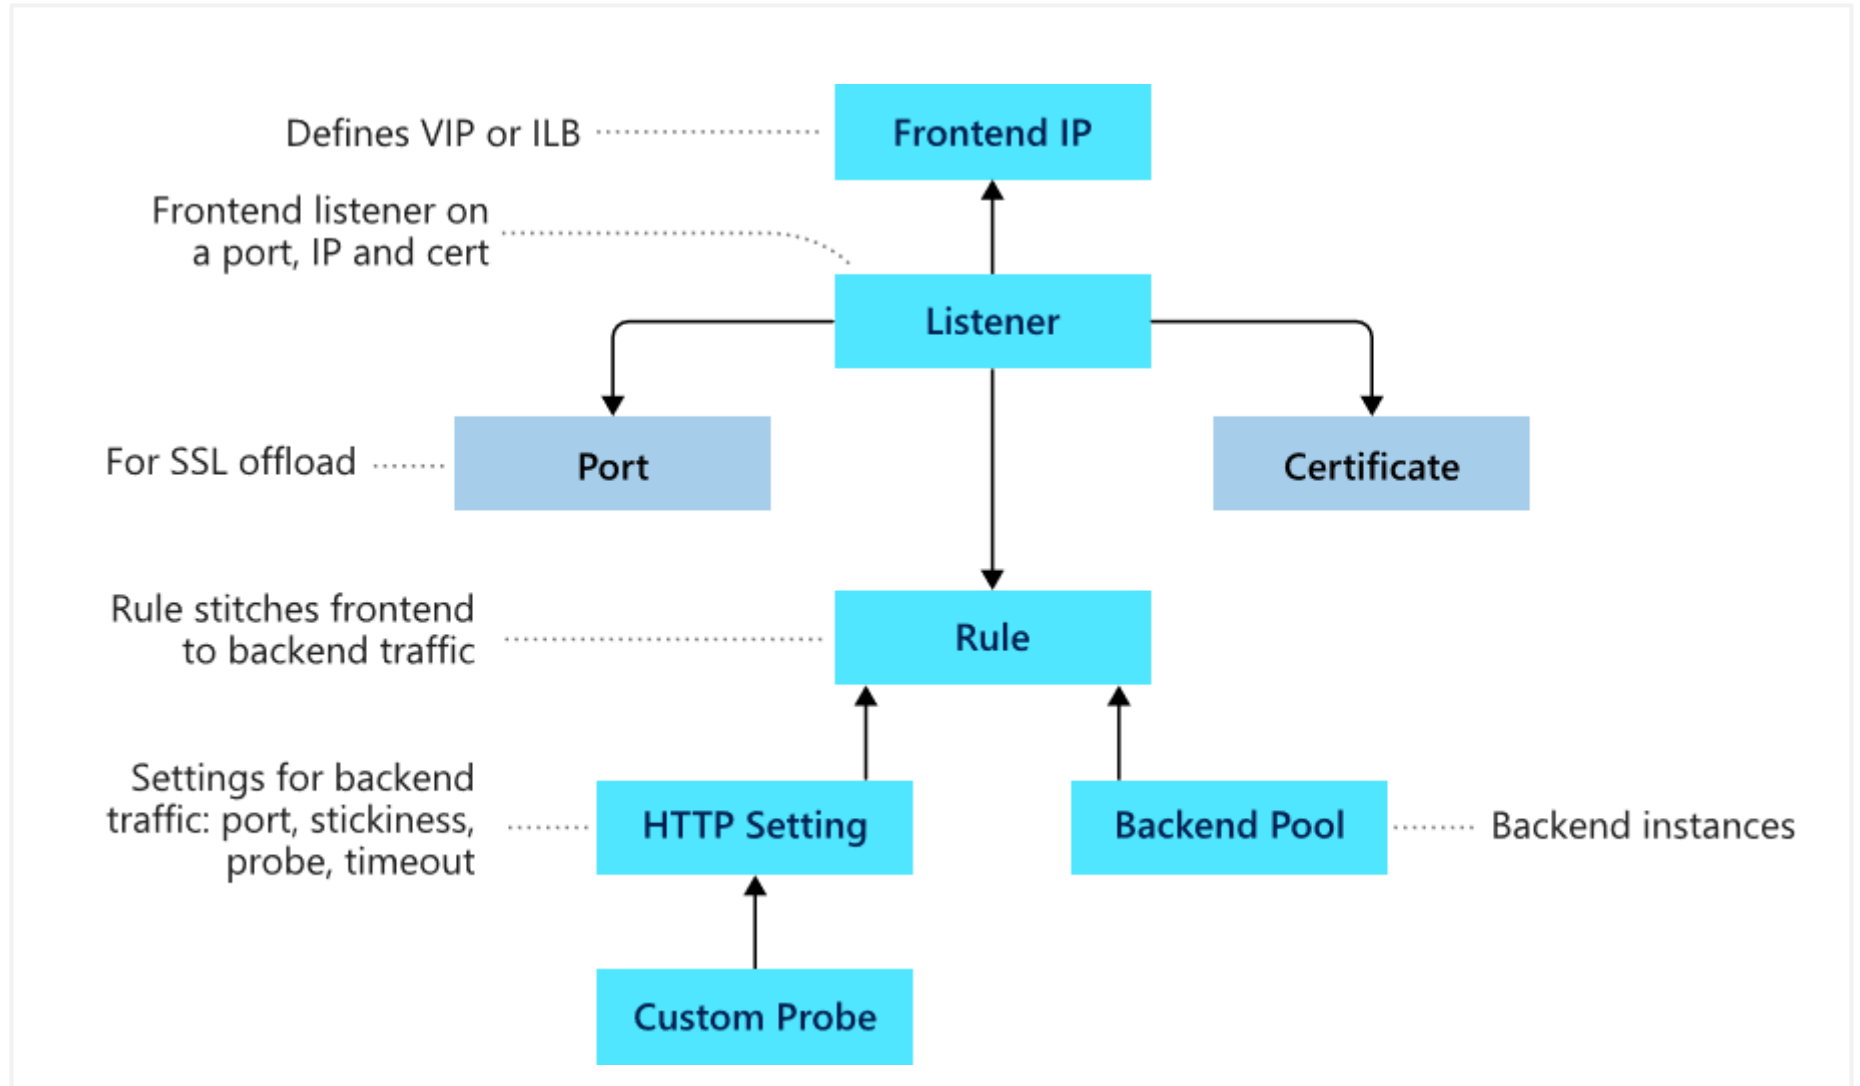 Defines VIP or ILB
Frontend IP
Frontend listener on
a port, IP and cert
Listener
For SSL offload
Port
Certificate
Rule stitches frontend
to backend traffic
Rule
Settings for backend
traffic: port, stickiness,
probe, timeout
HTTP Setting
Backend Pool
Backend instances
Custom Probe